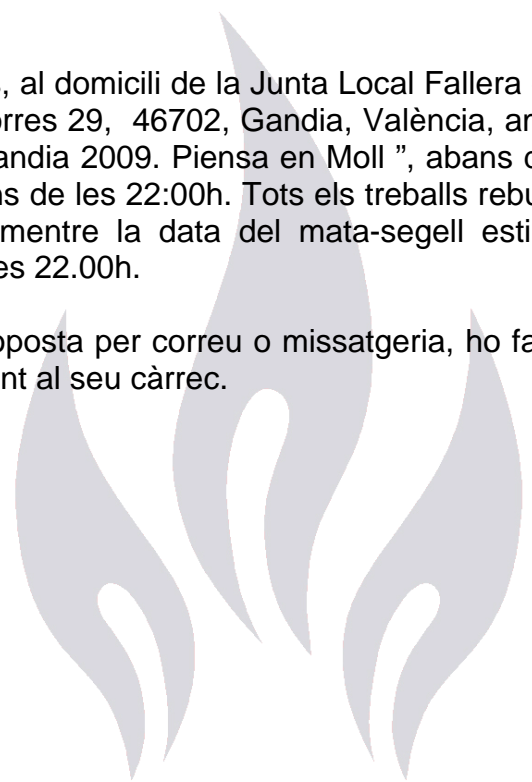 , al domicili de la Junta Local Fallera
rres 29, 46702, Gandia, València, an
andia 2009. Piensa en Moll ”, abans
ns de les 22:00h. Tots els treballs rebu
mentre la data del mata-segell esti
es 22.00h.
oposta per correu o missatgeria, ho fa
nt al seu càrrec.